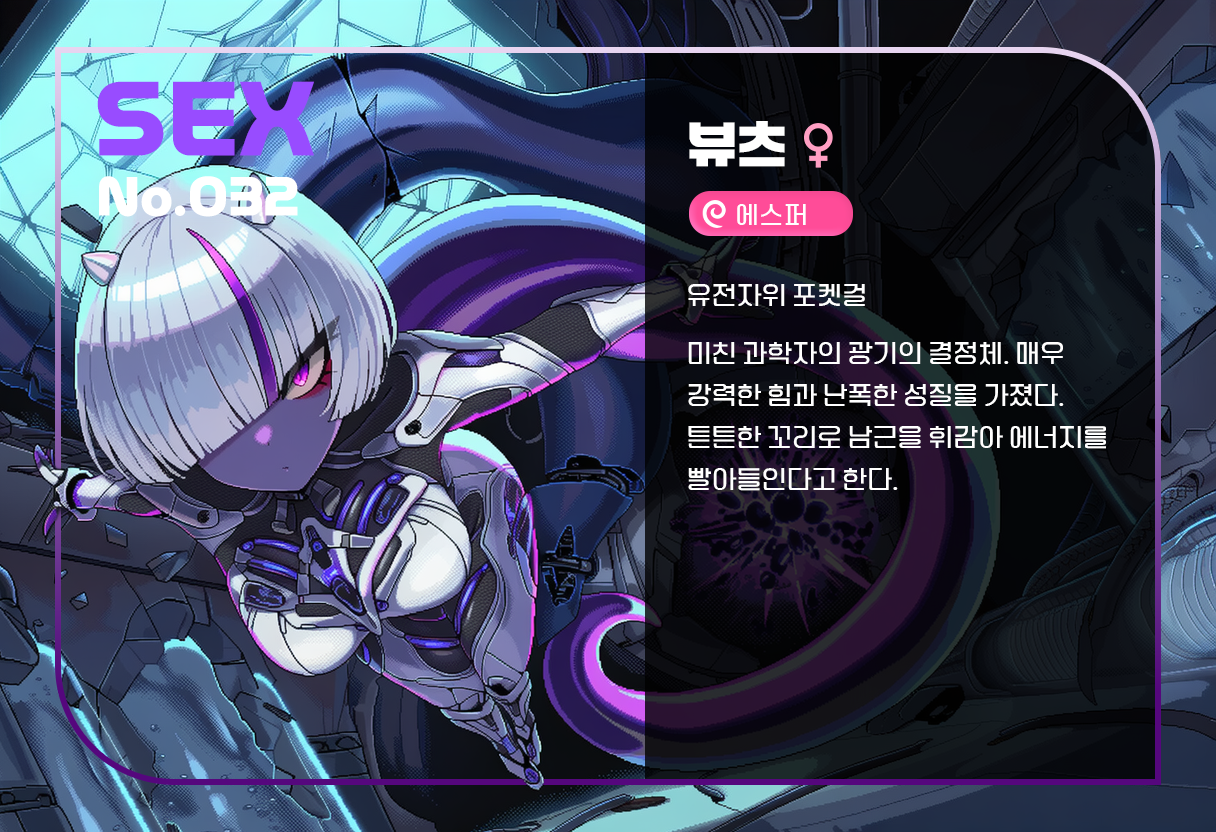 SEX
No.032
뷰츠 ♀
에스퍼
유전자위 포켓걸
미친 과학자의 광기의 결정체. 매우
강력한 힘과 난폭한 성질을 가졌다.
튼튼한 꼬리로 남근을 휘감아 에너지를
빨아들인다고 한다.